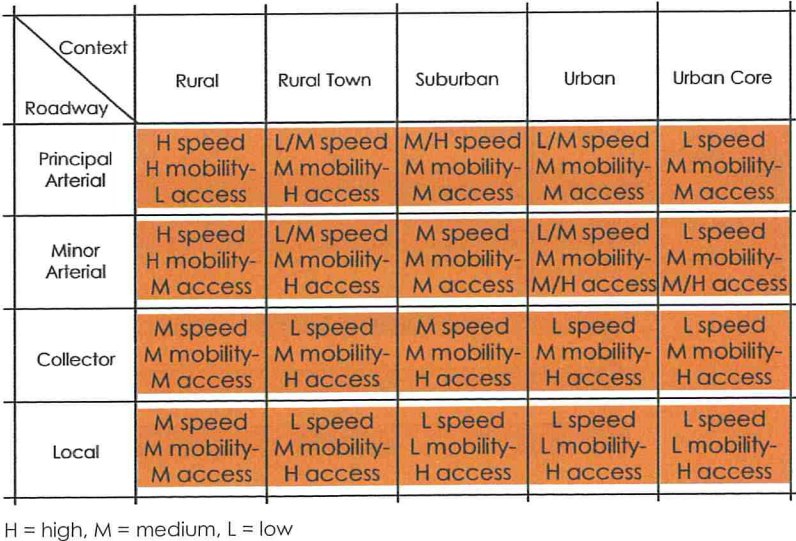 Context
Roadway
Rural
Rural Town
Suburban
Urban
Urban Core
Principal
Arterial
H speed
H mobility-
L access
L/M speed
M mobility-
H access
M/H speed
M mobility-
M access
L/M speed
M mobility-
M access
L speed
M mobility-
M access
Minor
Arterial
H speed
H mobility-
M access
L/M speed
M mobility-
H access
M speed
M mobility-
M access
L/M speed
M mobility-
M/H access
L speed
M mobility-
M/H access
Collector
M speed
M mobility-
M access
L speed
M mobility-
H access
M speed
M mobility-
H access
L speed
M mobility-
H access
L speed
M mobility-
H access
Local
M speed
M mobility-
M access
L speed
M mobility-
H access
L speed
L mobility-
H access
L speed
L mobility-
H access
L speed
L mobility-
H access
H = high, M = medium, L = low